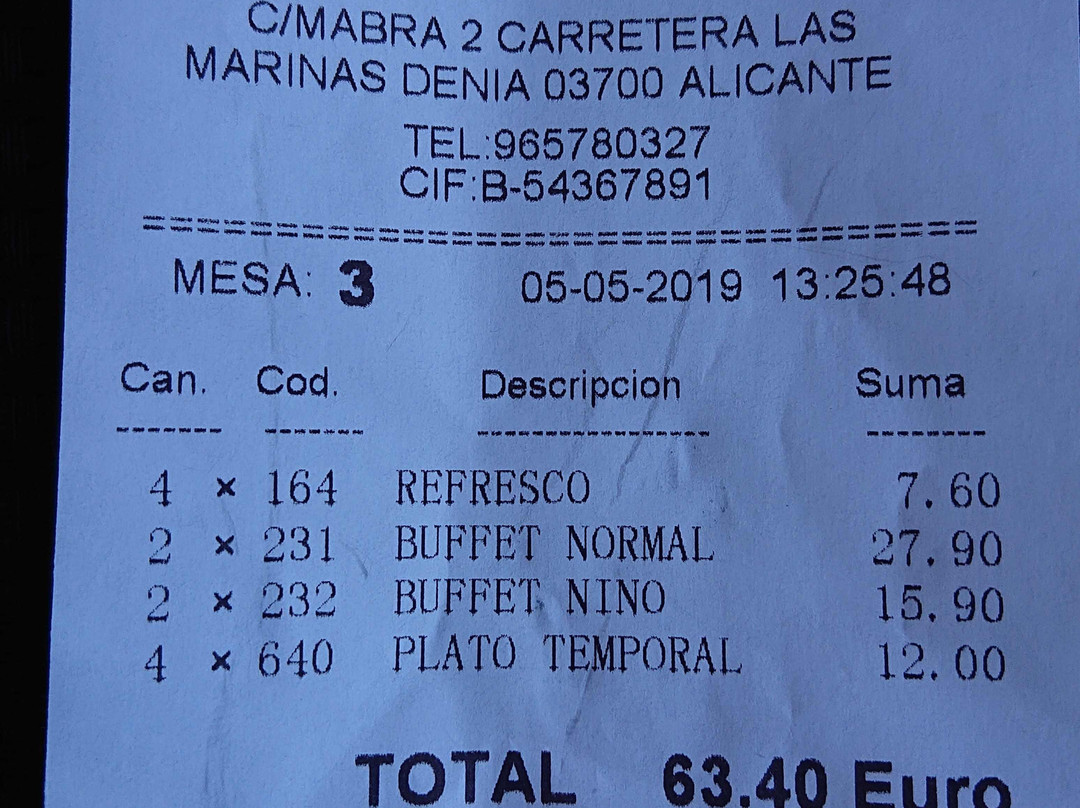 C/MABRA 2 CARRETERA LAS
MARINAS DENIA 03700 ALICANTE
TEL:965780327
CIF:B-54367891
==================================
MESA: 3 05-05-2019 13:25:48
Can. Cod. Descripcion Suma
------- ------- ---------------- --------
4 × 164 REFRESCO 7.60
2 × 231 BUFFET NORMAL 27.90
2 × 232 BUFFET NINO 15.90
4 × 640 PLATO TEMPORAL 12.00
TOTAL 63.40 Euro